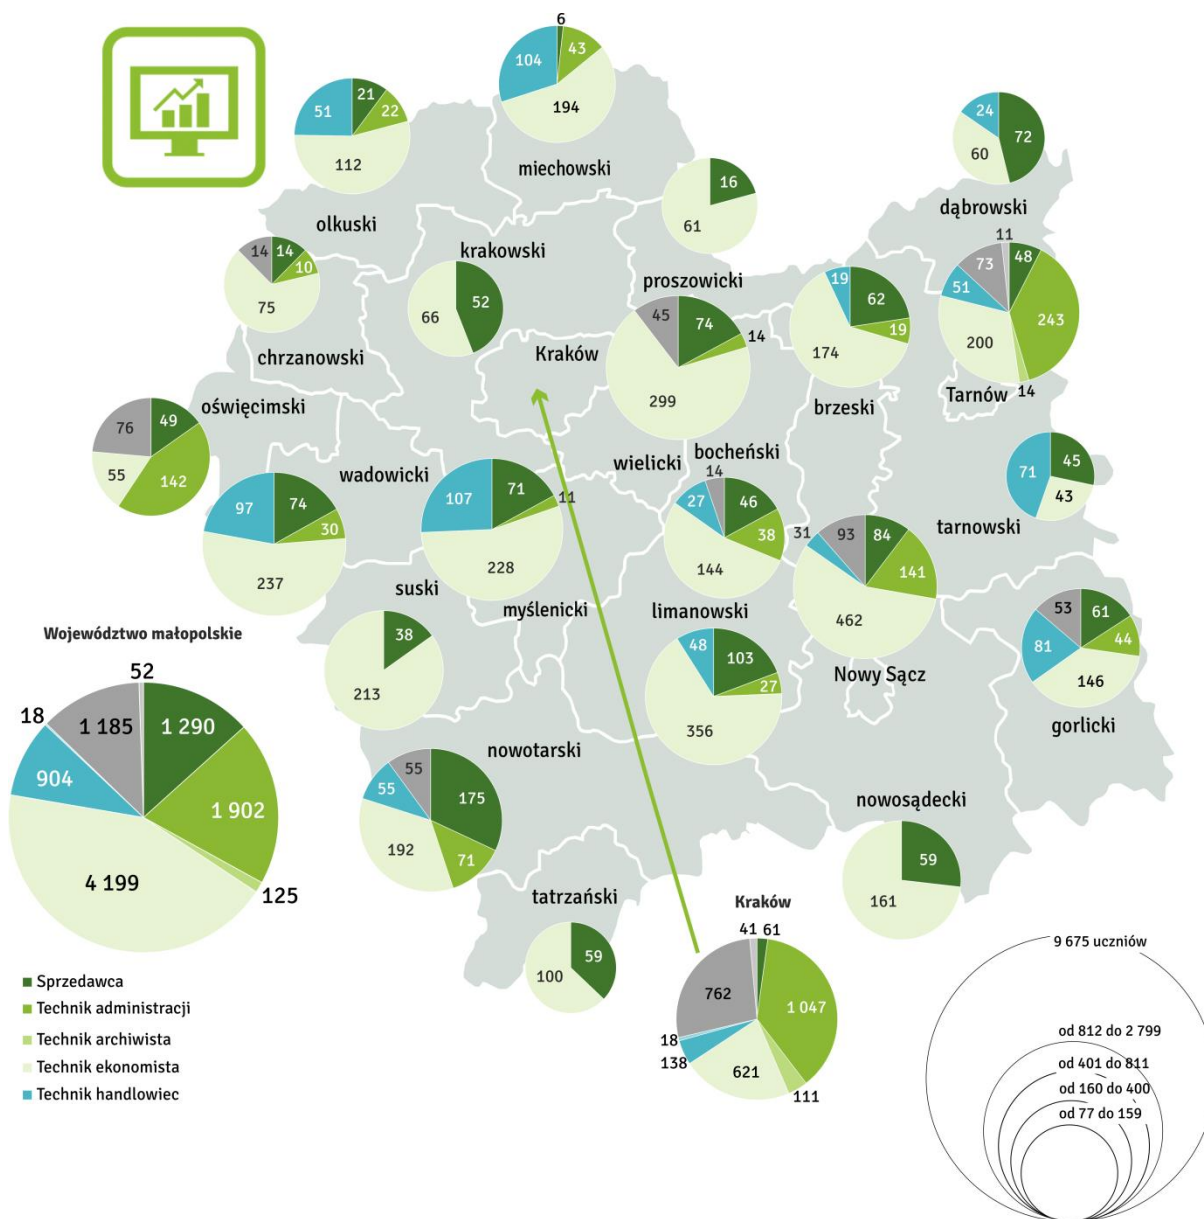 6
104
43
194
miechowski
51
21
22
112
olkuski
24
72
60
dąbrowski
16
61
proszowicki
krakowski
52
66
14
14
10
75
chrzanowski
11
73
48
51
243
200
14
Tarnów
19
62
19
174
brzeski
45
74
14
299
Kraków
wielicki
bocheński
oświęcimski
76
49
55
142
wadowicki
97
74
30
237
107
71
11
228
suski
myślenicki
14
27
46
38
144
limanowski
71
45
43
tarnowski
31
93
84
141
462
Nowy Sącz
53
61
81
44
146
gorlicki
38
213
48
103
27
356
nowotarski
55
55
175
192
71
nowosądecki
59
161
tatrzański
59
100
Województwo małopolskie
52
18
1 185
1 290
904
1 902
4 199
125
Sprzedawca
Technik administracji
Technik archiwista
Technik ekonomista
Technik handlowiec
Kraków
41
61
762
1 047
18
138
621
111
9 675 uczniów
od 812 do 2 799
od 401 do 811
od 160 do 400
od 77 do 159